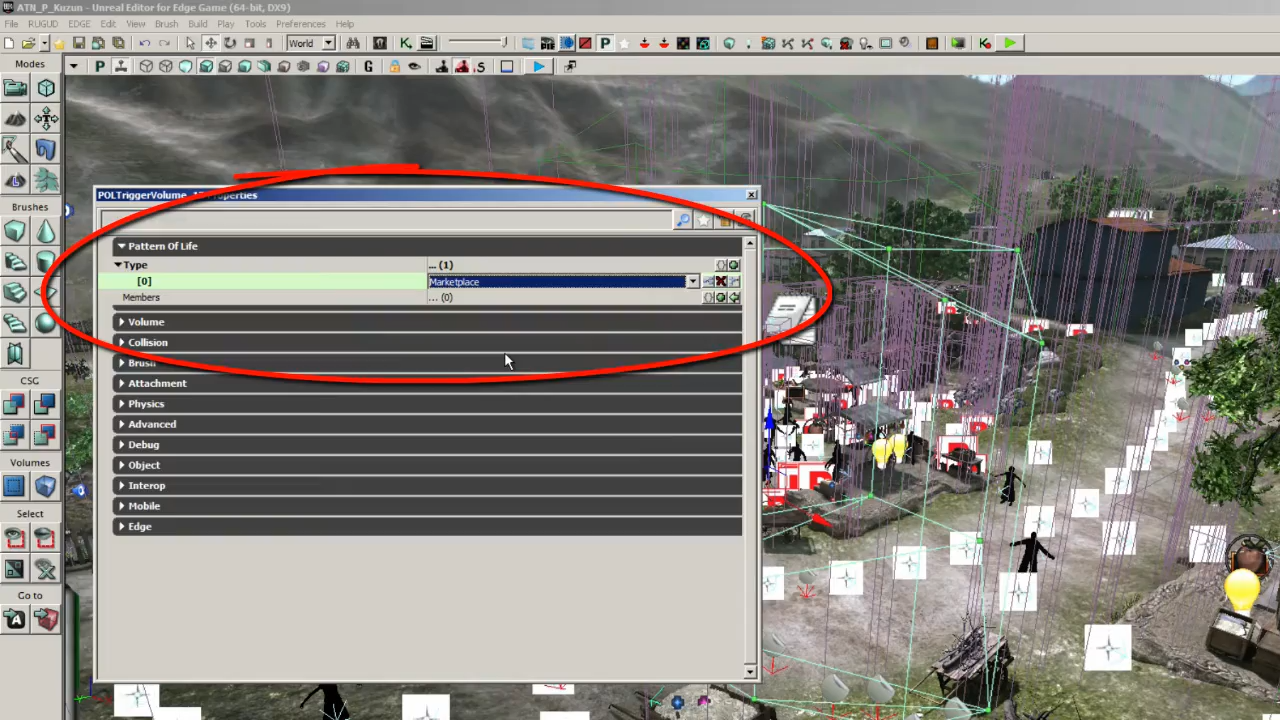 ATN_P_Kuzun - Unreal Editor for Edge Game (64-bit, DX9)
File RUGUD EDGE Edit View Brush Build Play Tools Preferences Help
World
Modes
P
G
S
Brushes
CSG
Volumes
Select
Go to
Properties
Pattern Of Life
Type ... (1)
[0] Marketplace
Members ... (0)
Volume
Collision
Brush
Attachment
Physics
Advanced
Debug
Object
Interop
Mobile
Edge